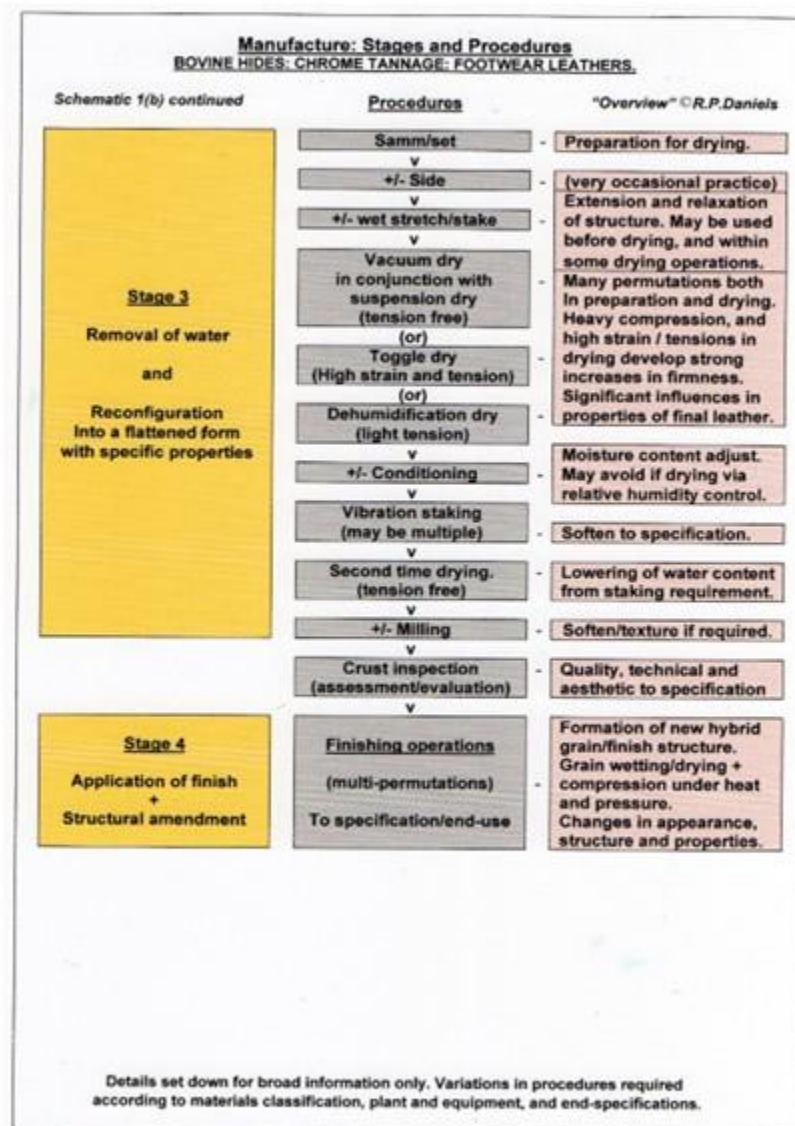 Manufacture: Stages and Procedures
BOVINE HIDES: CHROME TANNAGE: FOOTWEAR LEATHERS.
Schematic 1(b) continued
Procedures
"Overview" ©R.P.Daniels
Stage 3
Removal of water
and
Reconfiguration
Into a flattened form
with specific properties
Samm/set
v
+/- Side
v
+/- wet stretch/stake
v
Vacuum dry
in conjunction with
suspension dry
(tension free)
(or)
Toggle dry
(High strain and tension)
(or)
Dehumidification dry
(light tension)
v
+/- Conditioning
v
Vibration staking
(may be multiple)
v
Second time drying.
(tension free)
v
+/- Milling
v
Crust inspection
(assessment/evaluation)
v
- Preparation for drying.
- (very occasional practice)
Extension and relaxation
- of structure. May be used
before drying, and within
some drying operations.
- Many permutations both
In preparation and drying.
Heavy compression, and
high strain / tensions in
- drying develop strong
increases in firmness.
Significant influences in
- properties of final leather.
Moisture content adjust.
- May avoid if drying via
relative humidity control.
- Soften to specification.
- Lowering of water content
from staking requirement.
- Soften/texture if required.
- Quality, technical and
aesthetic to specification
Stage 4
Application of finish
+
Structural amendment
Finishing operations
(multi-permutations)
To specification/end-use
Formation of new hybrid
grain/finish structure.
Grain wetting/drying +
- compression under heat
and pressure.
Changes in appearance,
structure and properties.
Details set down for broad information only. Variations in procedures required
according to materials classification, plant and equipment, and end-specifications.